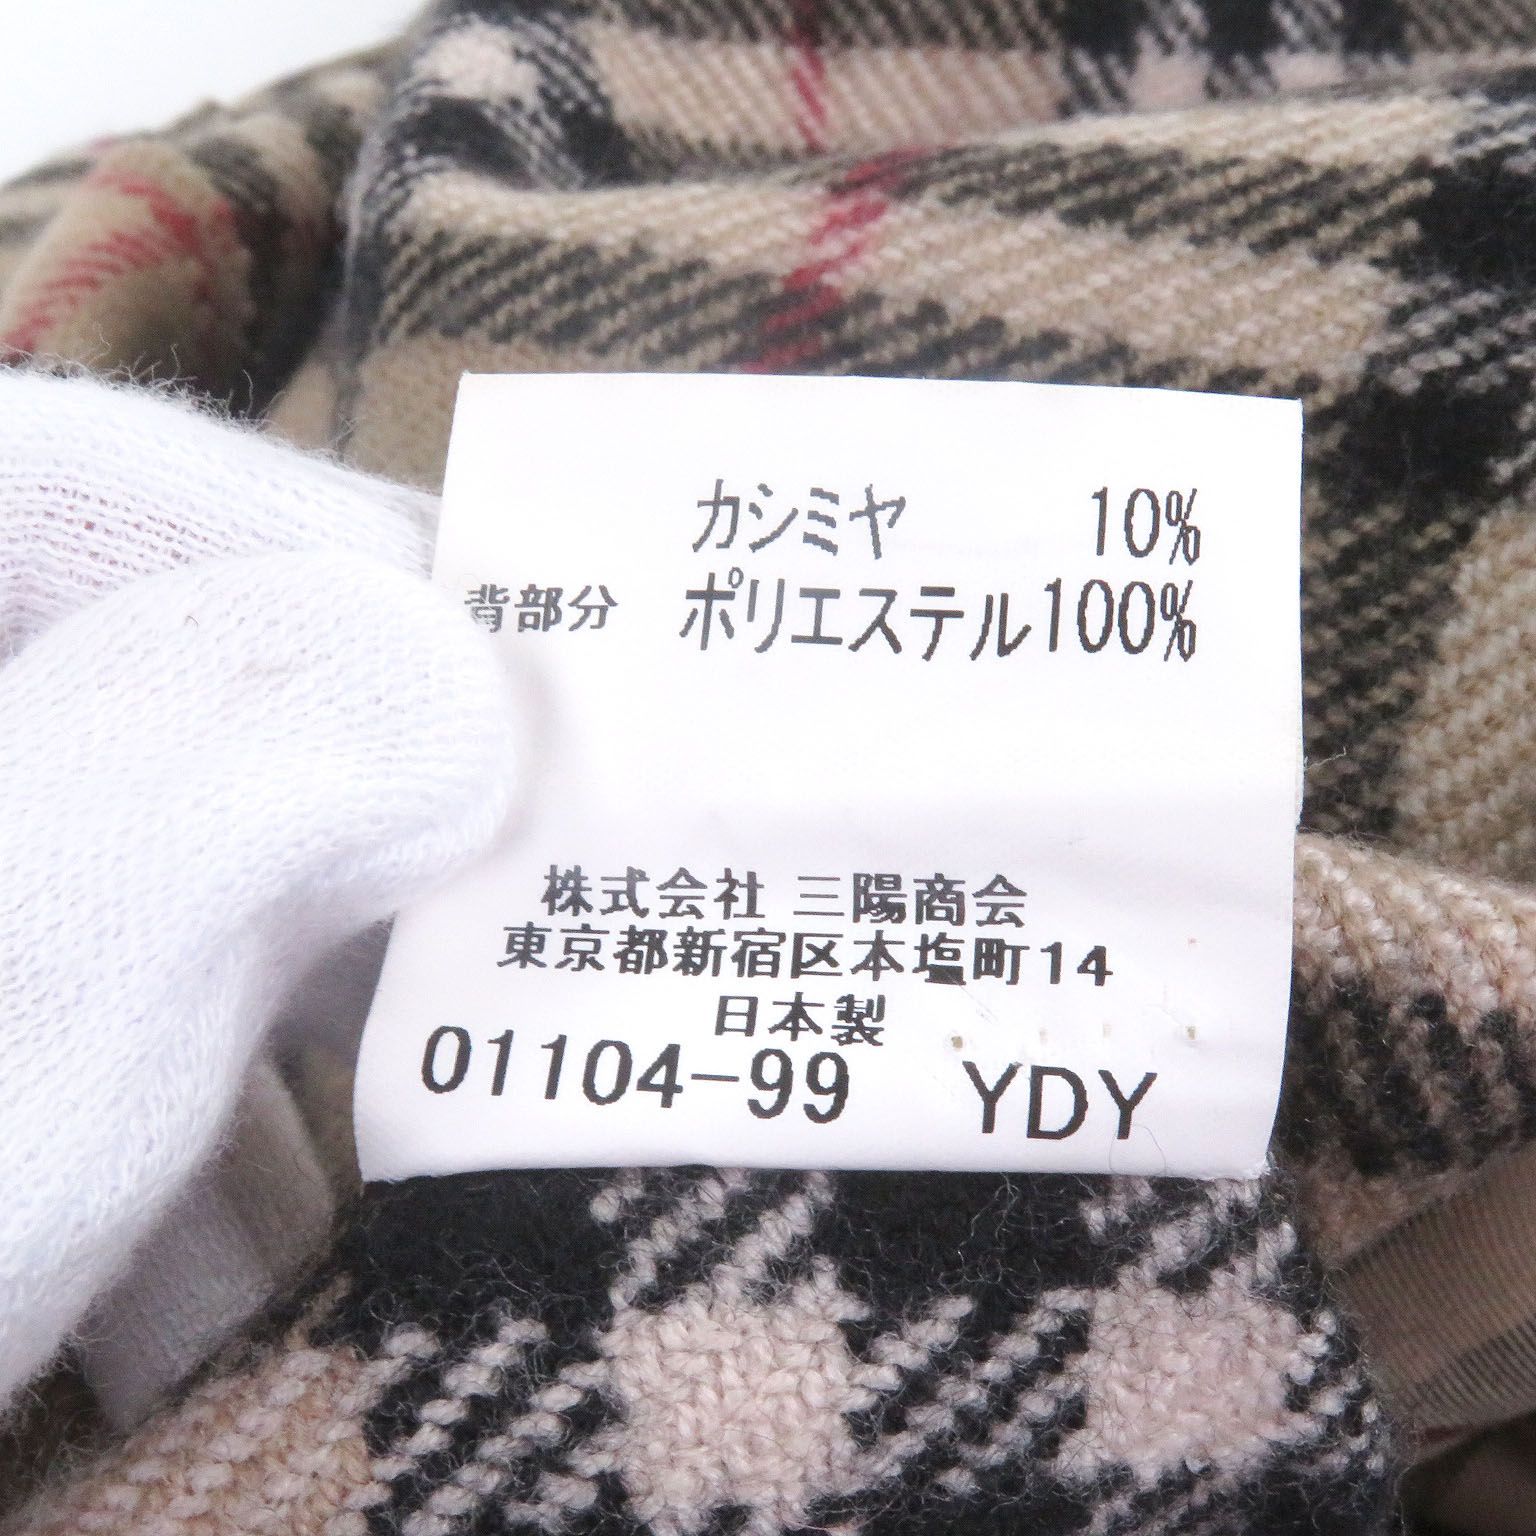 カシミヤ 10%
背部分 ポリエステル100%
株式会社 三陽商会
東京都新宿区本塩町14
日本製
01104-99 YDY